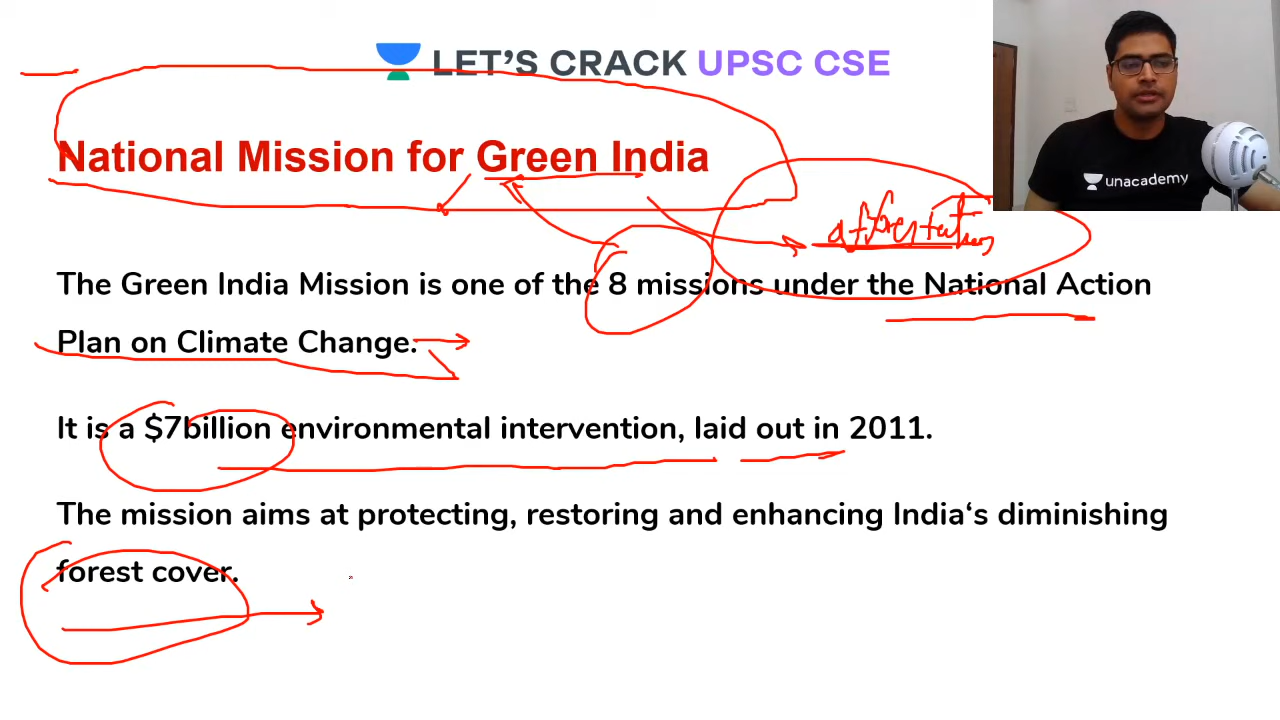 LET'S CRACK UPSC CSE
unacademy
National Mission for Green India
afforestation
The Green India Mission is one of the 8 missions under the National Action
Plan on Climate Change.
It is a $7billion environmental intervention, laid out in 2011.
The mission aims at protecting, restoring and enhancing India‘s diminishing
forest cover.